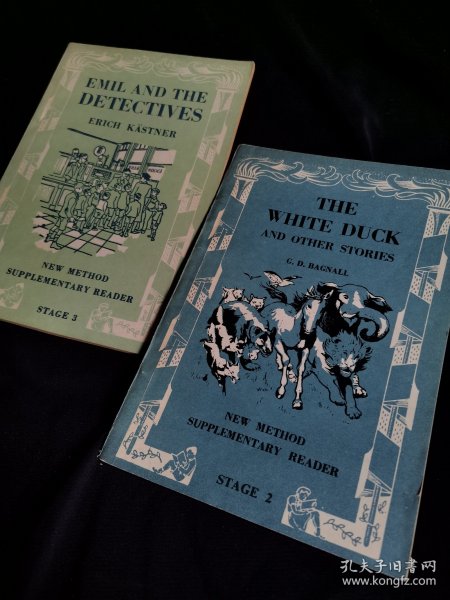 EMIL AND THE
DETECTIVES
ERICH KÄSTNER
NEW METHOD
SUPPLEMENTARY READER
STAGE 3
THE
WHITE DUCK
AND OTHER STORIES
G. D. BAGNALL
NEW METHOD
SUPPLEMENTARY READER
STAGE 2
孔夫子旧书网
www.kongfz.com